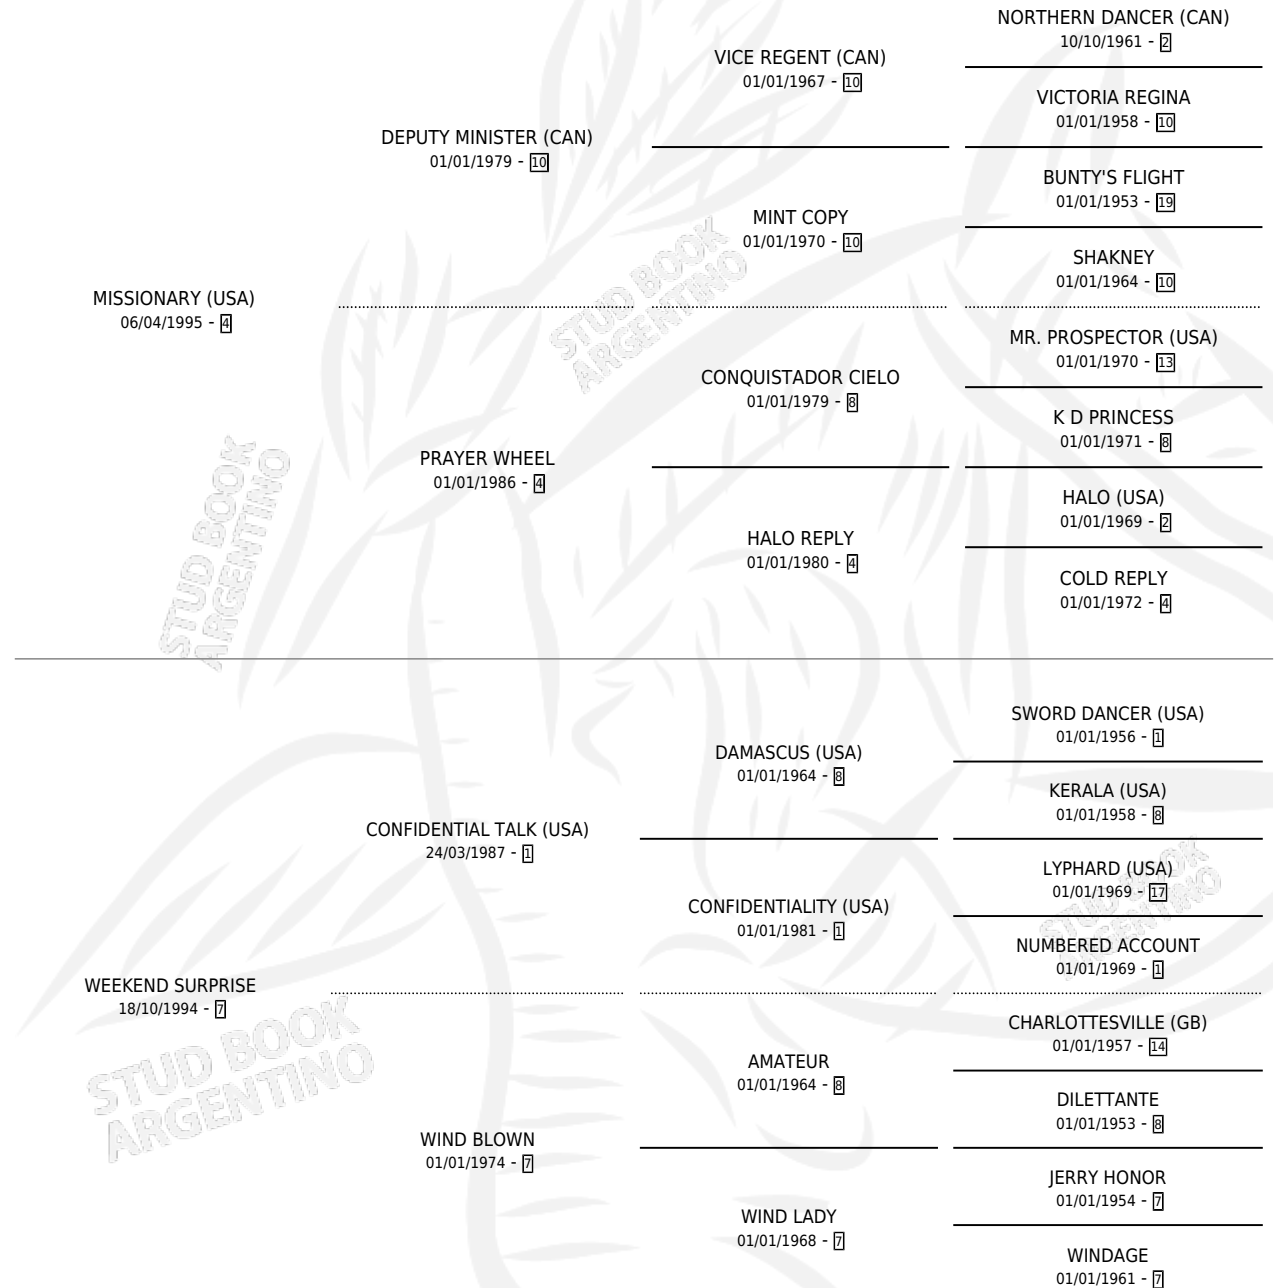 NORTHERN DANCER (CAN)
10/10/1961 - 2
VICE REGENT (CAN)
01/01/1967 - 10
VICTORIA REGINA
01/01/1958 - 10
DEPUTY MINISTER (CAN)
01/01/1979 - 10
BUNTY'S FLIGHT
01/01/1953 - 19
MINT COPY
01/01/1970 - 10
SHAKNEY
01/01/1964 - 10
MISSIONARY (USA)
06/04/1995 - 4
STUD BOOK
ARGENTINO
MR. PROSPECTOR (USA)
01/01/1970 - 13
CONQUISTADOR CIELO
01/01/1979 - 8
K D PRINCESS
01/01/1971 - 8
PRAYER WHEEL
01/01/1986 - 4
HALO (USA)
01/01/1969 - 2
HALO REPLY
01/01/1980 - 4
COLD REPLY
01/01/1972 - 4
STUD BOOK
ARGENTINO
SWORD DANCER (USA)
01/01/1956 - 1
DAMASCUS (USA)
01/01/1964 - 8
KERALA (USA)
01/01/1958 - 8
CONFIDENTIAL TALK (USA)
24/03/1987 - 1
LYPHARD (USA)
01/01/1969 - 17
CONFIDENTIALITY (USA)
01/01/1981 - 1
NUMBERED ACCOUNT
01/01/1969 - 1
STUD BOOK
ARGENTINO
WEEKEND SURPRISE
18/10/1994 - 7
STUD BOOK
ARGENTINO
CHARLOTTESVILLE (GB)
01/01/1957 - 14
AMATEUR
01/01/1964 - 8
DILETTANTE
01/01/1953 - 8
WIND BLOWN
01/01/1974 - 7
JERRY HONOR
01/01/1954 - 7
WIND LADY
01/01/1968 - 7
WINDAGE
01/01/1961 - 7